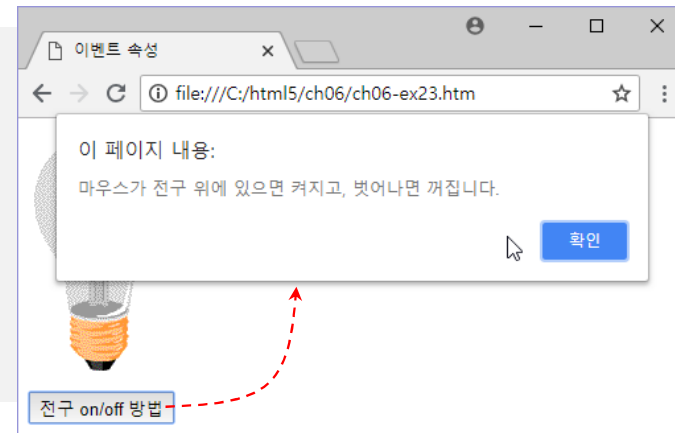 이벤트 속성
file:///C:/html5/ch06/ch06-ex23.htm
이 페이지 내용:
마우스가 전구 위에 있으면 켜지고, 벗어나면 꺼집니다.
확인
전구 on/off 방법